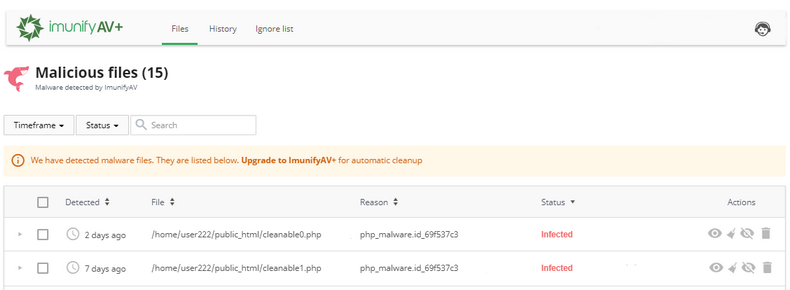 imunify AV+
Files History Ignore list
Malicious files (15)
Malware detected by ImunifyAV
Timeframe Status Search
We have detected malware files. They are listed below. Upgrade to ImunifyAV+ for automatic cleanup
Detected File Reason Status Actions
2 days ago /home/user222/public_html/cleanable0.php php_malware.id_69f537c3 Infected
7 days ago /home/user222/public_html/cleanable1.php php_malware.id_69f537c3 Infected